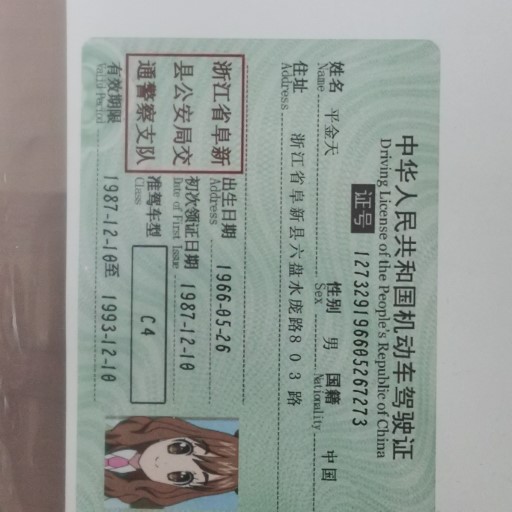 中华人民共和国机动车驾驶证
Driving License of the People's Republic of China
证号 127329196605267273
姓名 平金天 性别 男 国籍 中国
Name Sex Nationality
住址 浙江省阜新县六盘水庞路803路
Address
出生日期 1966-05-26
Address
初次领证日期 1987-12-10
Date of First Issue
准驾车型 C4
Class
浙江省阜新
县公安局交
通警察支队
有效期限 1987-12-10至 1993-12-10
Valid Period